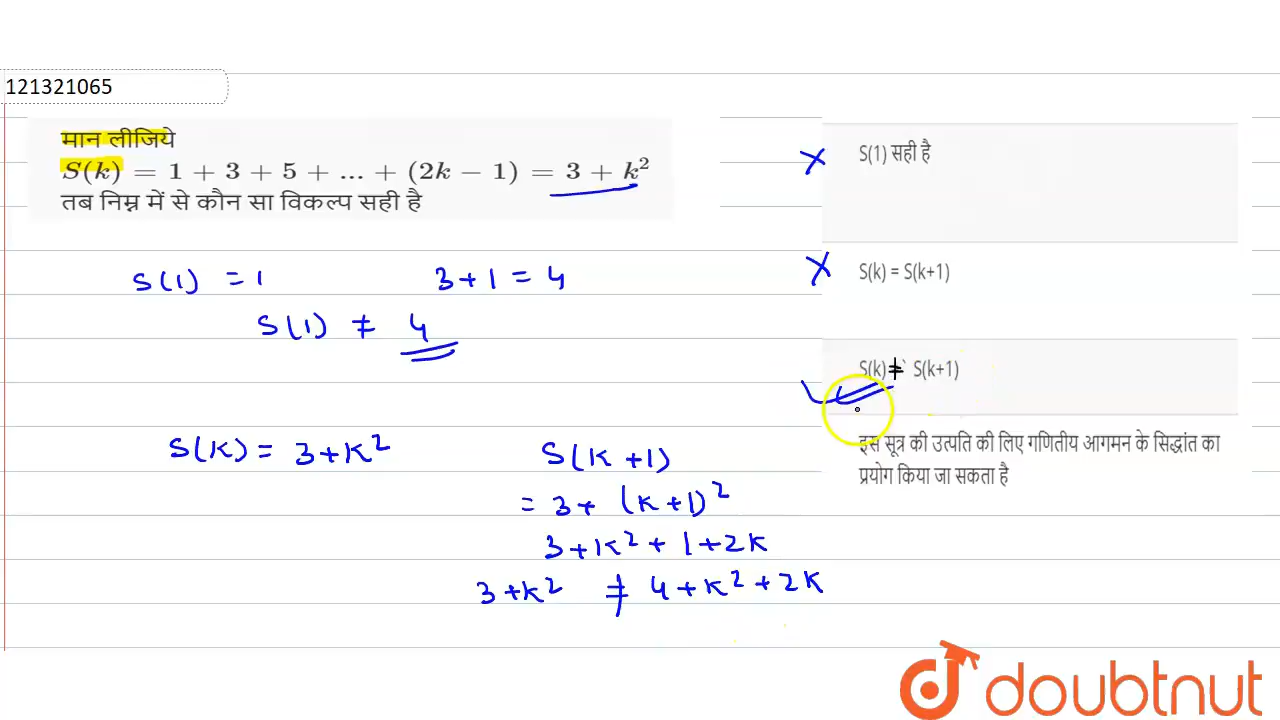 121321065
मान लीजिये
S(k) = 1 + 3 + 5 + ... + (2k − 1) = 3 + k²
तब निम्न में से कौन सा विकल्प सही है
S(1) = 1
3+1 = 4
S(1) ≠ 4
S(K) = 3+K²
S(K+1)
= 3+ (K+1)²
3+K²+1+2K
3+K² ≠ 4+K²+2K
S(1) सही है
S(k) = S(k+1)
S(k) ≠` S(k+1)
इस सूत्र की उत्पति की लिए गणितीय आगमन के सिद्धांत का
प्रयोग किया जा सकता है
doubtnut